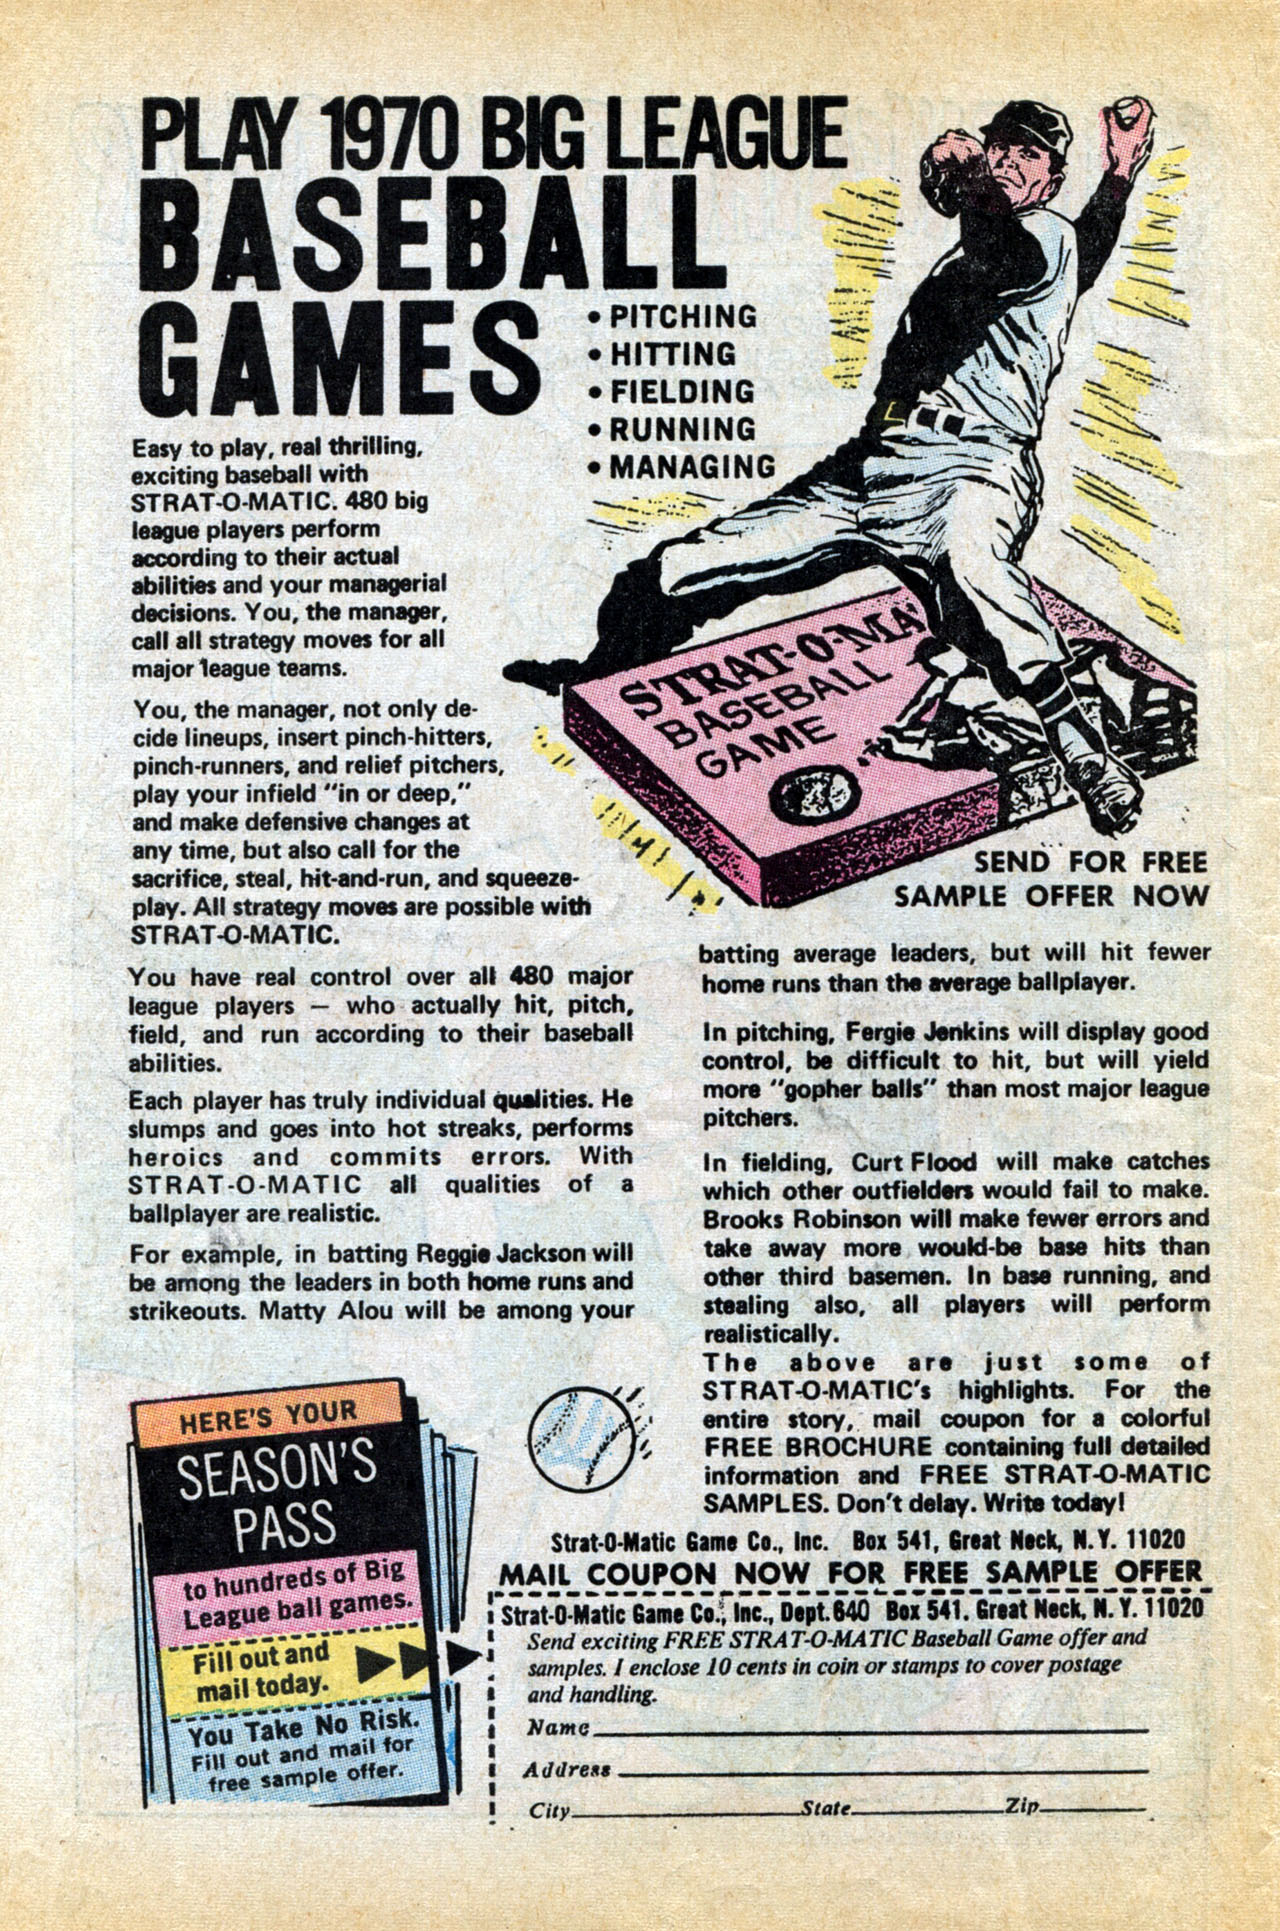 PLAY 1970 BIG LEAGUE
BASEBALL
GAMES
• PITCHING
• HITTING
• FIELDING
• RUNNING
• MANAGING
Easy to play, real thrilling,
exciting baseball with
STRAT-O-MATIC. 480 big
league players perform
according to their actual
abilities and your managerial
decisions. You, the manager,
call all strategy moves for all
major league teams.
You, the manager, not only de-
cide lineups, insert pinch-hitters,
pinch-runners, and relief pitchers,
play your infield "in or deep,"
and make defensive changes at
any time, but also call for the
sacrifice, steal, hit-and-run, and squeeze-
play. All strategy moves are possible with
STRAT-O-MATIC.
STRAT-O-MA
BASEBALL
GAME
SEND FOR FREE
SAMPLE OFFER NOW
You have real control over all 480 major
league players — who actually hit, pitch,
field, and run according to their baseball
abilities.
Each player has truly individual qualities. He
slumps and goes into hot streaks, performs
heroics and commits errors. With
STRAT-O-MATIC all qualities of a
ballplayer are realistic.
For example, in batting Reggie Jackson will
be among the leaders in both home runs and
strikeouts. Matty Alou will be among your
batting average leaders, but will hit fewer
home runs than the average ballplayer.
In pitching, Fergie Jenkins will display good
control, be difficult to hit, but will yield
more "gopher balls" than most major league
pitchers.
In fielding, Curt Flood will make catches
which other outfielders would fail to make.
Brooks Robinson will make fewer errors and
take away more would-be base hits than
other third basemen. In base running, and
stealing also, all players will perform
realistically.
The above are just some of
STRAT-O-MATIC's highlights. For the
entire story, mail coupon for a colorful
FREE BROCHURE containing full detailed
information and FREE STRAT-O-MATIC
SAMPLES. Don't delay. Write today!
HERE'S YOUR
SEASON'S
PASS
to hundreds of Big
League ball games.
Fill out and
mail today.
You Take No Risk.
Fill out and mail for
free sample offer.
Strat-O-Matic Game Co., Inc. Box 541, Great Neck, N.Y. 11020
MAIL COUPON NOW FOR FREE SAMPLE OFFER
Strat-O-Matic Game Co., Inc., Dept. 640 Box 541. Great Neck, N.Y. 11020
Send exciting FREE STRAT-O-MATIC Baseball Game offer and
samples. I enclose 10 cents in coin or stamps to cover postage
and handling.
Name
Address
City State Zip